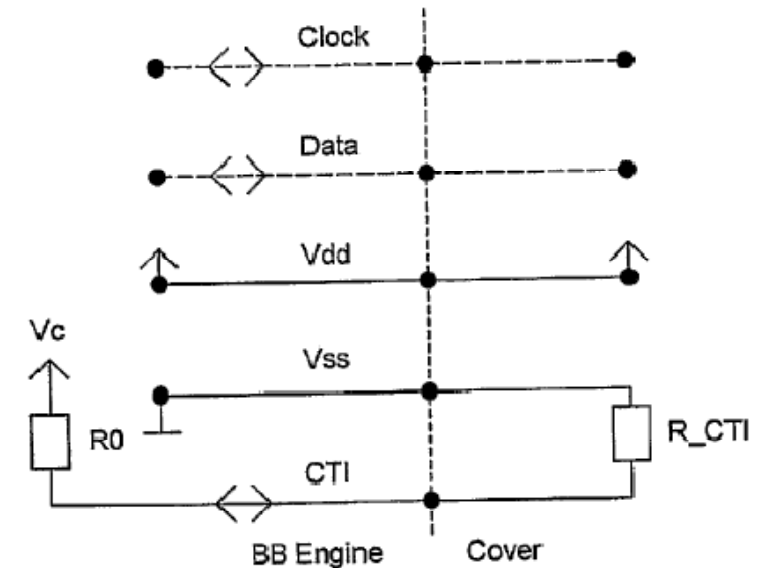 Clock
Data
Vdd
Vc
Vss
R0
R_CTI
CTI
BB Engine
Cover